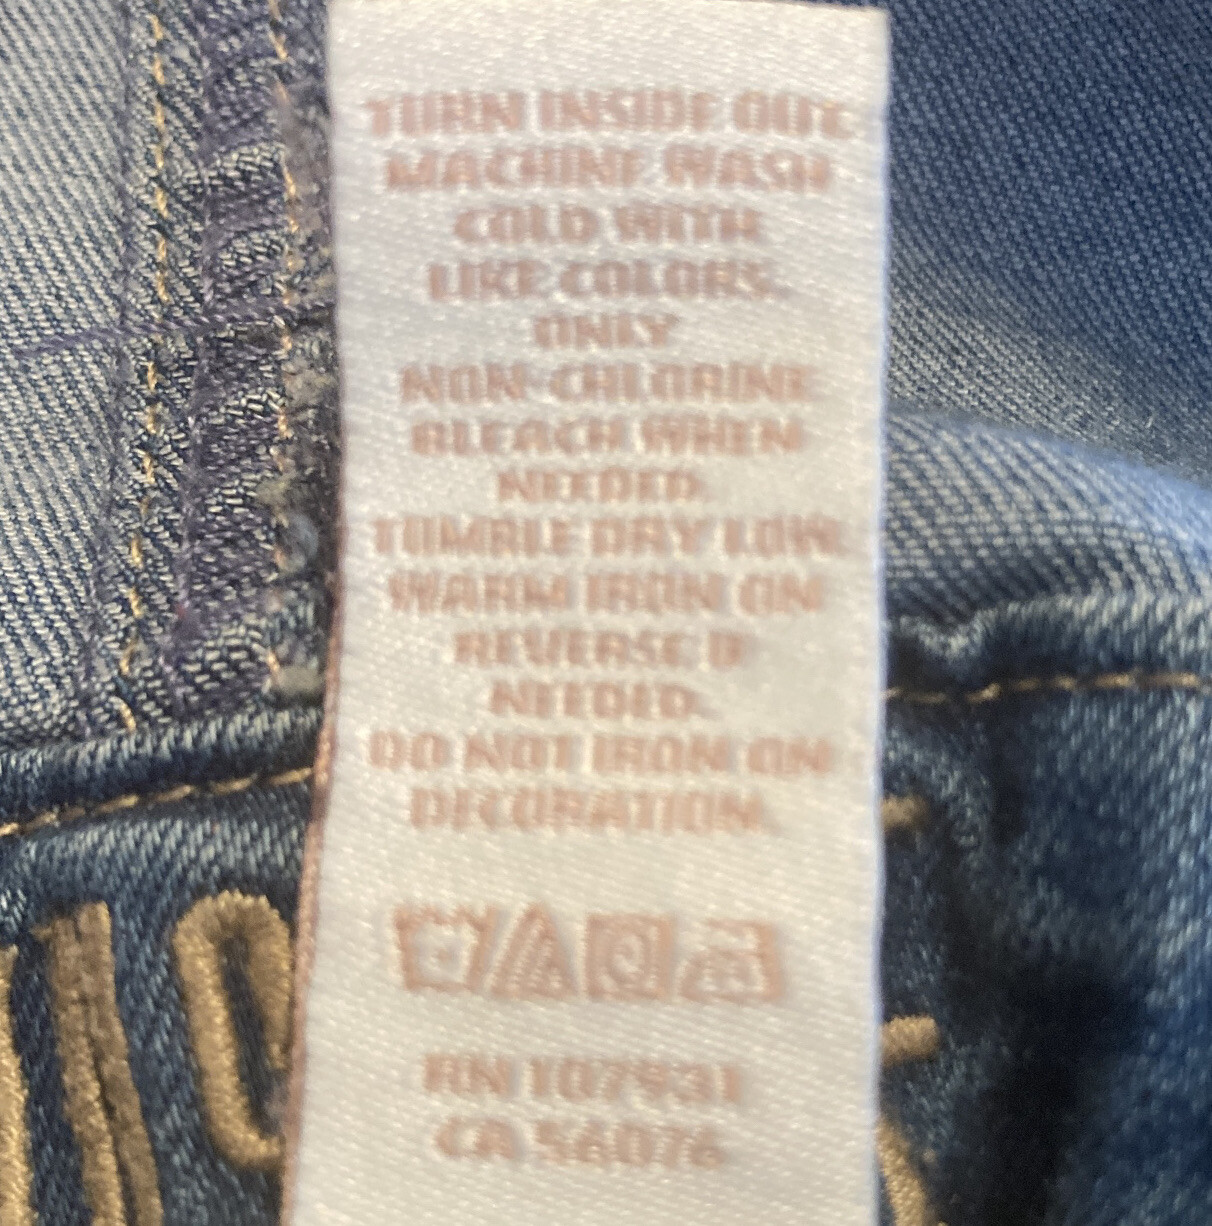 TURN INSIDE OUT.
MACHINE WASH
COLD WITH
LIKE COLORS.
ONLY
NON-CHLORINE
BLEACH WHEN
NEEDED.
TUMBLE DRY LOW.
WARM IRON ON
REVERSE IF
NEEDED.
DO NOT IRON ON
DECORATION.
RN 107931
CA 56076